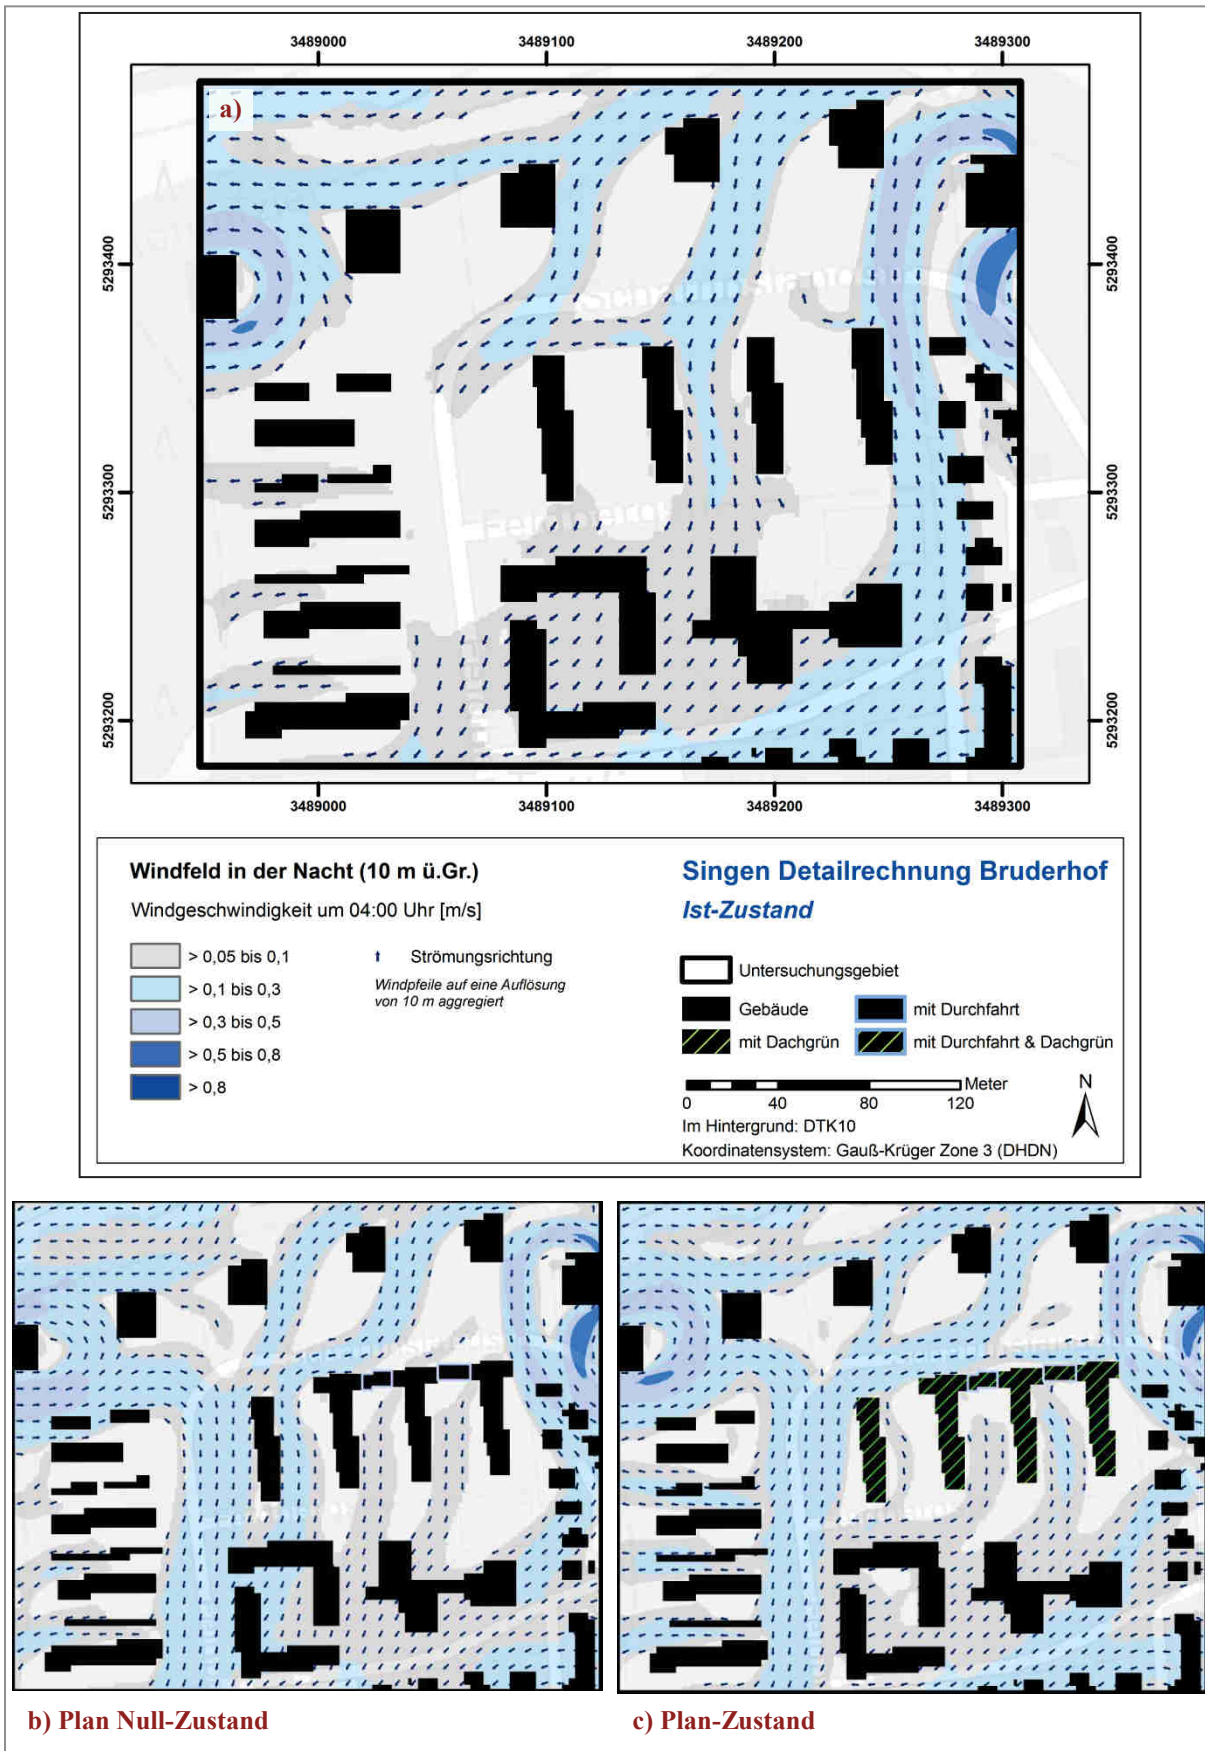 3489000 3489100 3489200 3489300
a)
5293400 5293400
Schaumnstraße
5293300 5293300
Feldbergs
5293200 5293200
3489000 3489100 3489200 3489300
Windfeld in der Nacht (10 m ü.Gr.)
Windgeschwindigkeit um 04:00 Uhr [m/s]
> 0,05 bis 0,1
> 0,1 bis 0,3
> 0,3 bis 0,5
> 0,5 bis 0,8
> 0,8
Strömungsrichtung
Windpfeile auf eine Auflösung
von 10 m aggregiert
Singen Detailrechnung Bruderhof
Ist-Zustand
Untersuchungsgebiet
Gebäude
mit Durchfahrt
mit Dachgrün
mit Durchfahrt & Dachgrün
Meter
0 40 80 120
N
Im Hintergrund: DTK10
Koordinatensystem: Gauß-Krüger Zone 3 (DHDN)
b) Plan Null-Zustand
c) Plan-Zustand